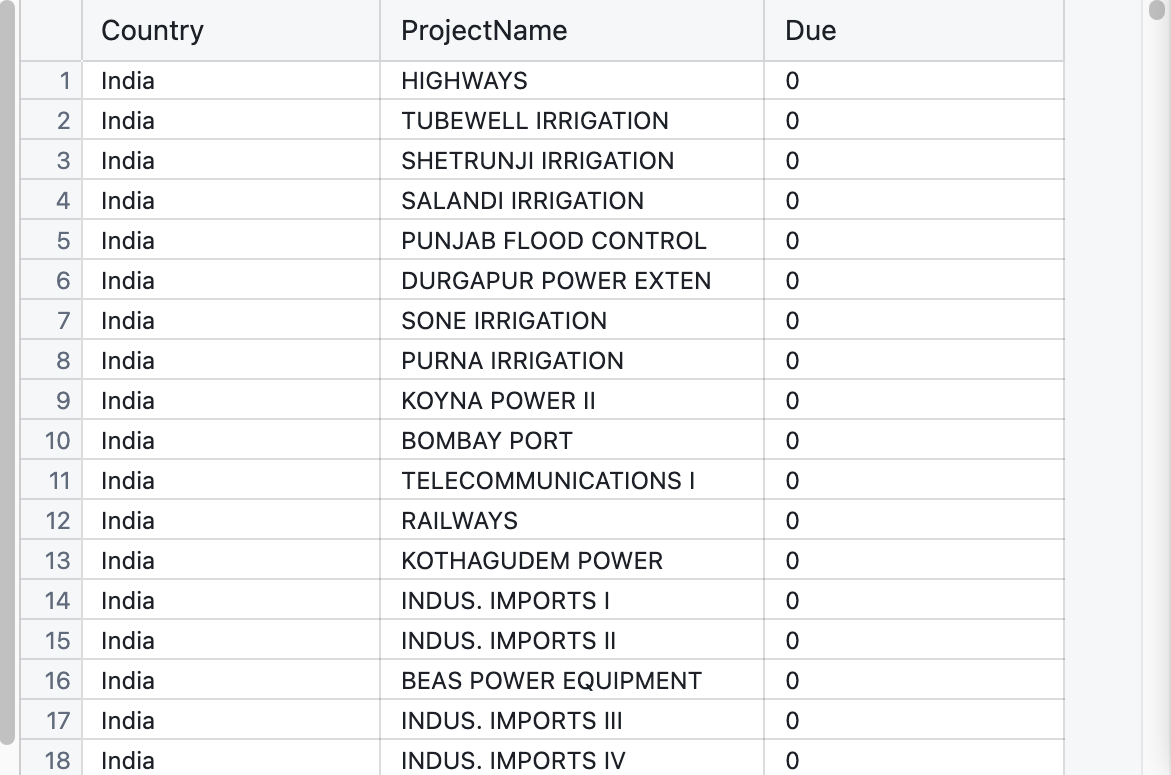 Country ProjectName Due
1 India HIGHWAYS 0
2 India TUBEWELL IRRIGATION 0
3 India SHETRUNJI IRRIGATION 0
4 India SALANDI IRRIGATION 0
5 India PUNJAB FLOOD CONTROL 0
6 India DURGAPUR POWER EXTEN 0
7 India SONE IRRIGATION 0
8 India PURNA IRRIGATION 0
9 India KOYNA POWER II 0
10 India BOMBAY PORT 0
11 India TELECOMMUNICATIONS I 0
12 India RAILWAYS 0
13 India KOTHAGUDEM POWER 0
14 India INDUS. IMPORTS I 0
15 India INDUS. IMPORTS II 0
16 India BEAS POWER EQUIPMENT 0
17 India INDUS. IMPORTS III 0
18 India INDUS. IMPORTS IV 0